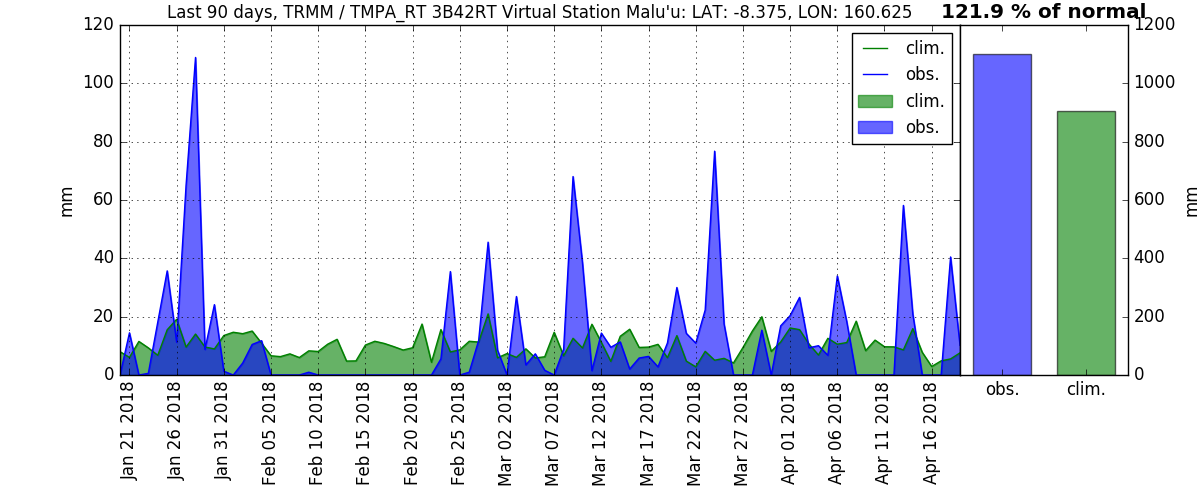 Last 90 days, TRMM / TMPA_RT 3B42RT Virtual Station Malu'u: LAT: -8.375, LON: 160.625
121.9 % of normal
120
100
80
60
40
20
0
mm
clim.
obs.
clim.
obs.
1200
1000
800
600
400
200
0
mm
Jan 21 2018
Jan 26 2018
Jan 31 2018
Feb 05 2018
Feb 10 2018
Feb 15 2018
Feb 20 2018
Feb 25 2018
Mar 02 2018
Mar 07 2018
Mar 12 2018
Mar 17 2018
Mar 22 2018
Mar 27 2018
Apr 01 2018
Apr 06 2018
Apr 11 2018
Apr 16 2018
obs.
clim.